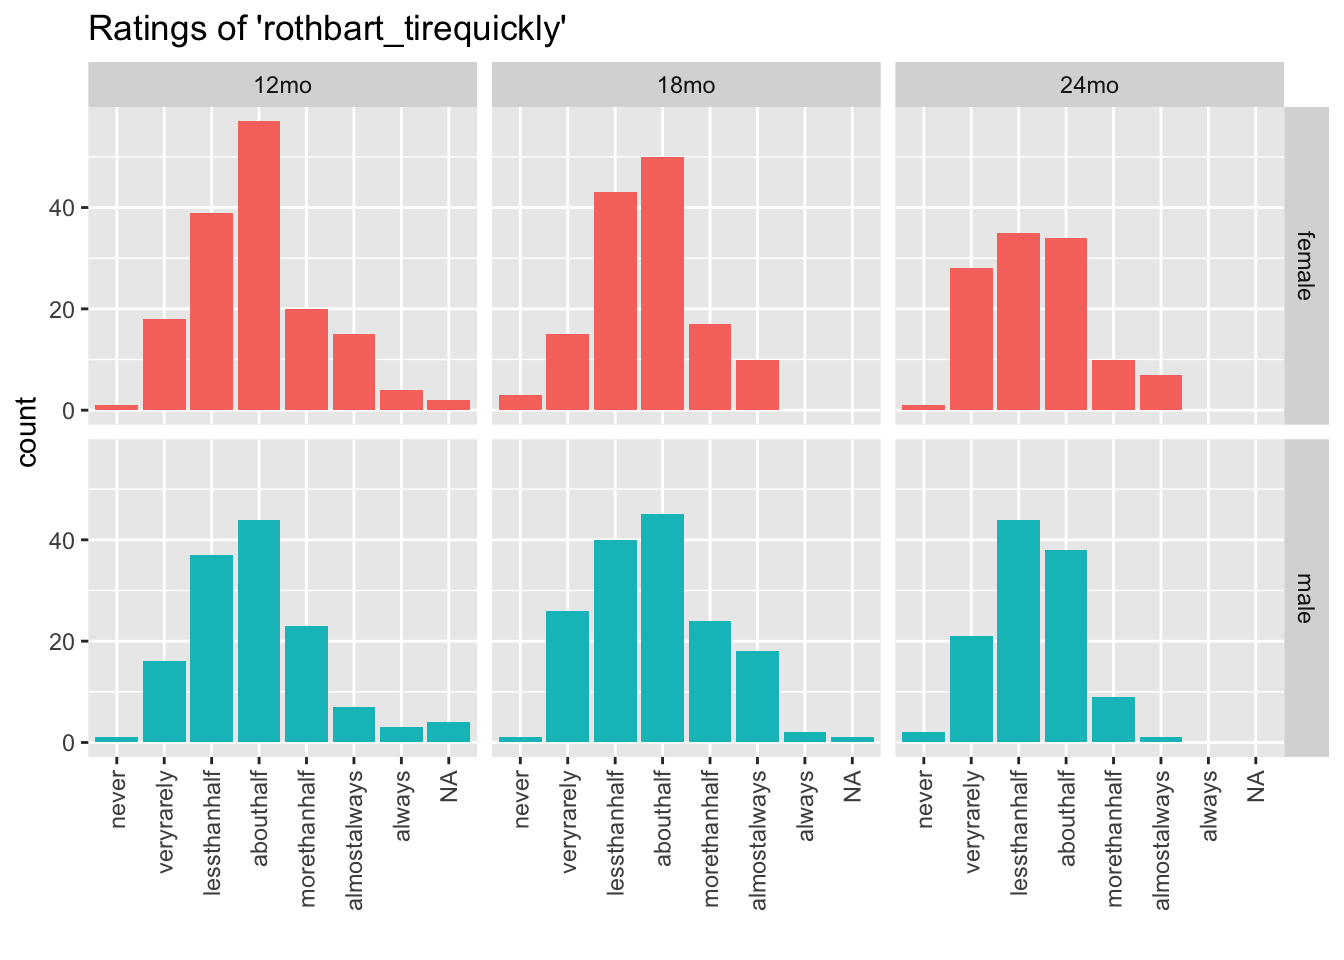 Ratings of 'rothbart_tirequickly'
12mo 18mo 24mo
count
40
20
0
female
40
20
0
male
never veryrarely lessthanhalf abouthalf morethanhalf almostalways always NA never veryrarely lessthanhalf abouthalf morethanhalf almostalways always NA never veryrarely lessthanhalf abouthalf morethanhalf almostalways always NA